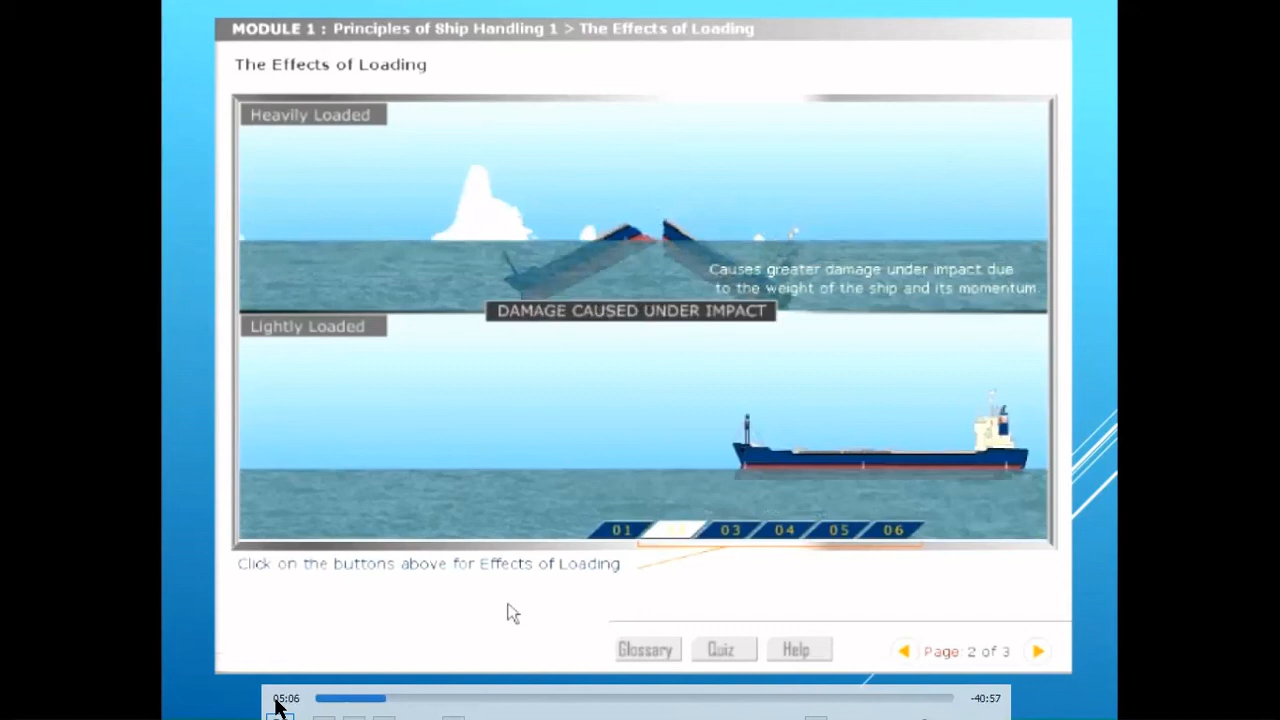 MODULE 1 : Principles of Ship Handling 1 > The Effects of Loading
The Effects of Loading
Heavily Loaded
Causes greater damage under impact due
to the weight of the ship and its momentum.
DAMAGE CAUSED UNDER IMPACT
Lightly Loaded
01 03 04 05 06
Click on the buttons above for Effects of Loading
Glossary Quiz Help Page: 2 of 3
05:06 -40:57